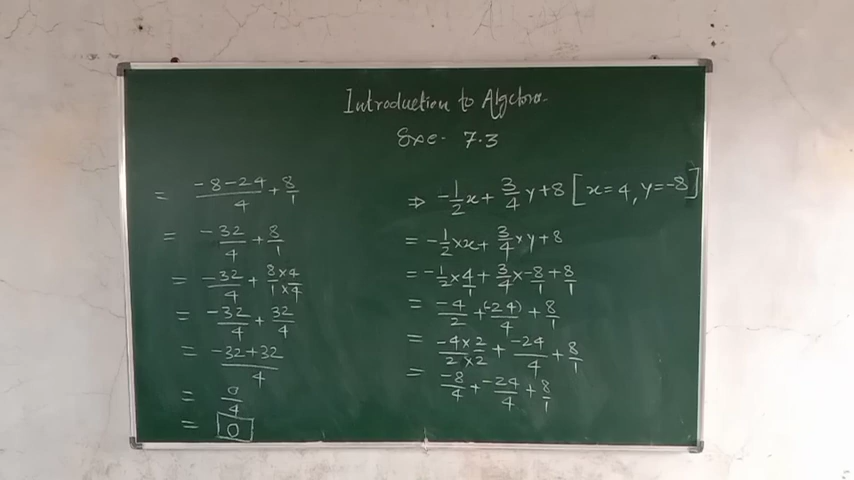 Introduction to Algebra.
Exe. 7.3
⇒ -1/2 x + 3/4 y + 8 [x = 4, y = -8]
= -1/2 × x + 3/4 × y + 8
= -1/2 × 4/1 + 3/4 × -8/1 + 8/1
= -4/2 + (-24)/4 + 8/1
= -4×2/2×2 + -24/4 + 8/1
= -8/4 + -24/4 + 8/1
= -8-24/4 + 8/1
= -32/4 + 8/1
= -32/4 + 8×4/1×4
= -32/4 + 32/4
= -32+32/4
= 0/4
= 0